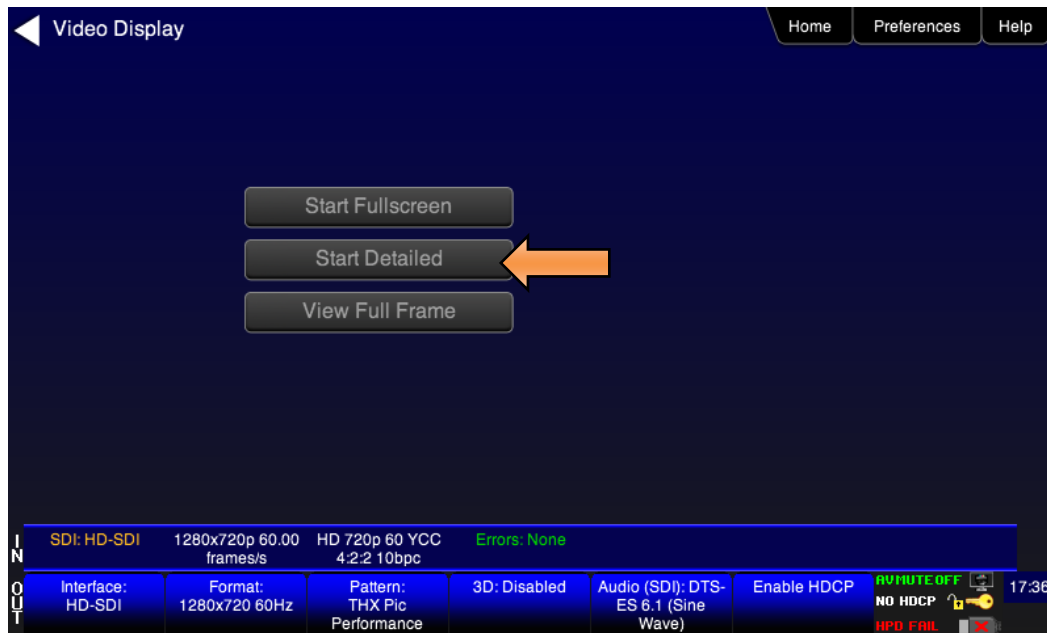 Video Display
Home
Preferences
Help
Start Fullscreen
Start Detailed
View Full Frame
IN
SDI: HD-SDI
1280x720p 60.00
frames/s
HD 720p 60 YCC
4:2:2 10bpc
Errors: None
OUT
Interface:
HD-SDI
Format:
1280x720 60Hz
Pattern:
THX Pic
Performance
3D: Disabled
Audio (SDI): DTS-
ES 6.1 (Sine
Wave)
Enable HDCP
AVMUTEOFF
NO HDCP
HPD FAIL
17:36